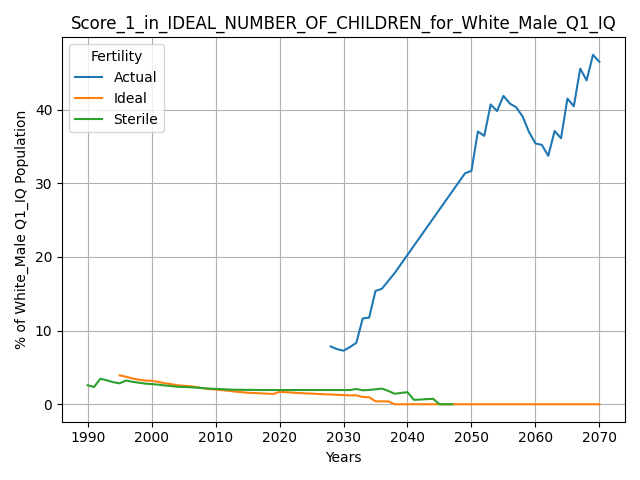 Score_1_in_IDEAL_NUMBER_OF_CHILDREN_for_White_Male_Q1_IQ
Fertility
Actual
Ideal
Sterile
% of White_Male Q1_IQ Population
40
30
20
10
0
1990 2000 2010 2020 2030 2040 2050 2060 2070
Years